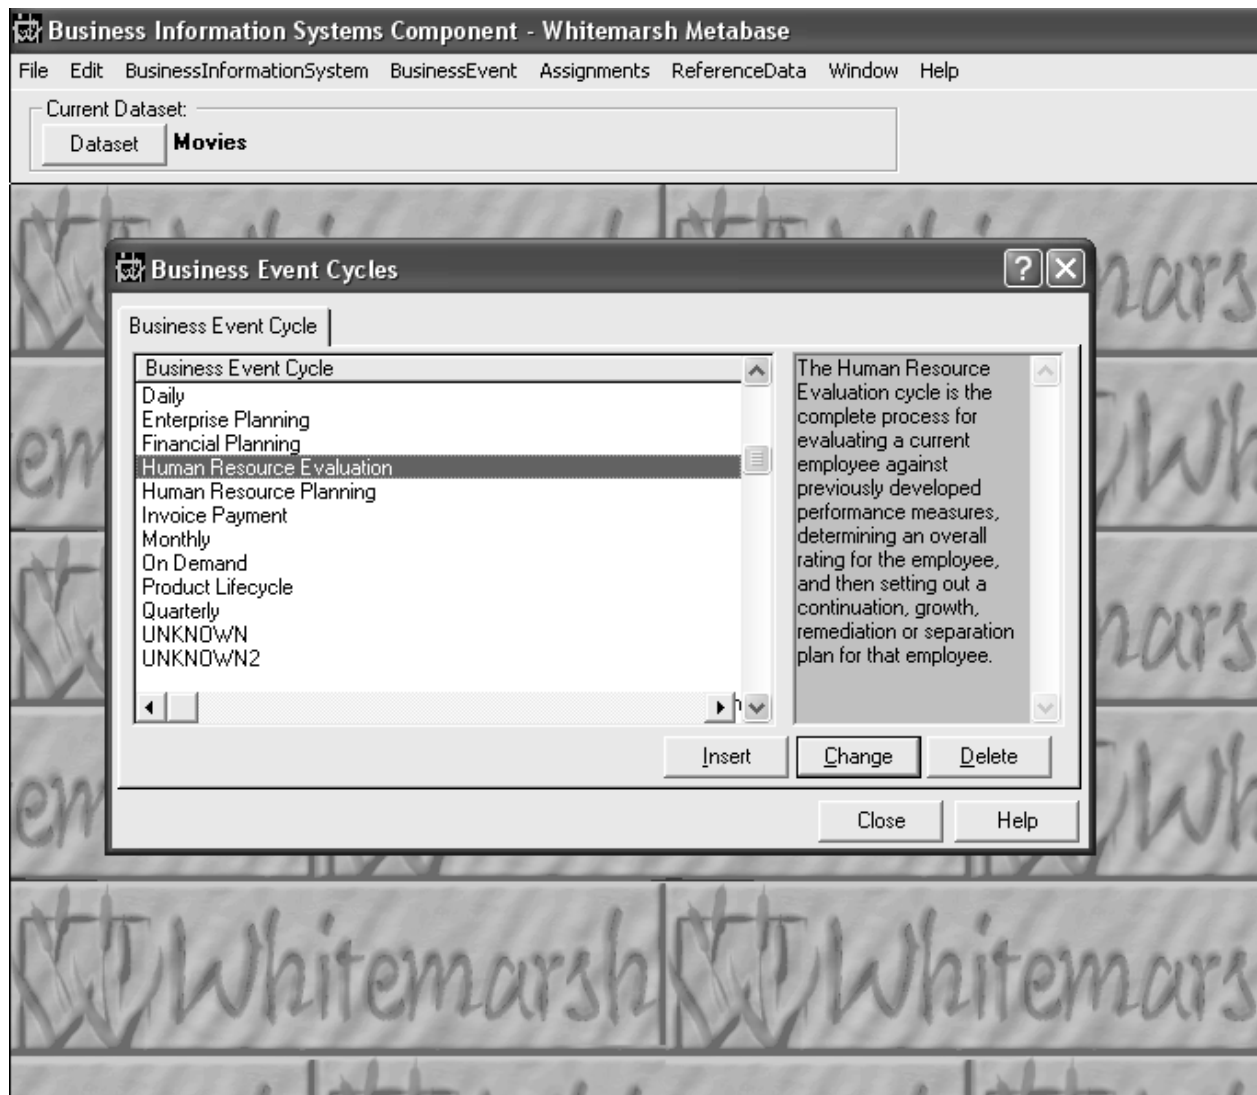 Business Information Systems Component - Whitemarsh Metabase
File Edit BusinessInformationSystem BusinessEvent Assignments ReferenceData Window Help
Current Dataset:
Dataset Movies
Business Event Cycles
Business Event Cycle
Business Event Cycle
Daily
Enterprise Planning
Financial Planning
Human Resource Evaluation
Human Resource Planning
Invoice Payment
Monthly
On Demand
Product Lifecycle
Quarterly
UNKNOWN
UNKNOWN2
The Human Resource
Evaluation cycle is the
complete process for
evaluating a current
employee against
previously developed
performance measures,
determining an overall
rating for the employee,
and then setting out a
continuation, growth,
remediation or separation
plan for that employee.
Insert Change Delete
Close Help
Whitemarsh Whitemars